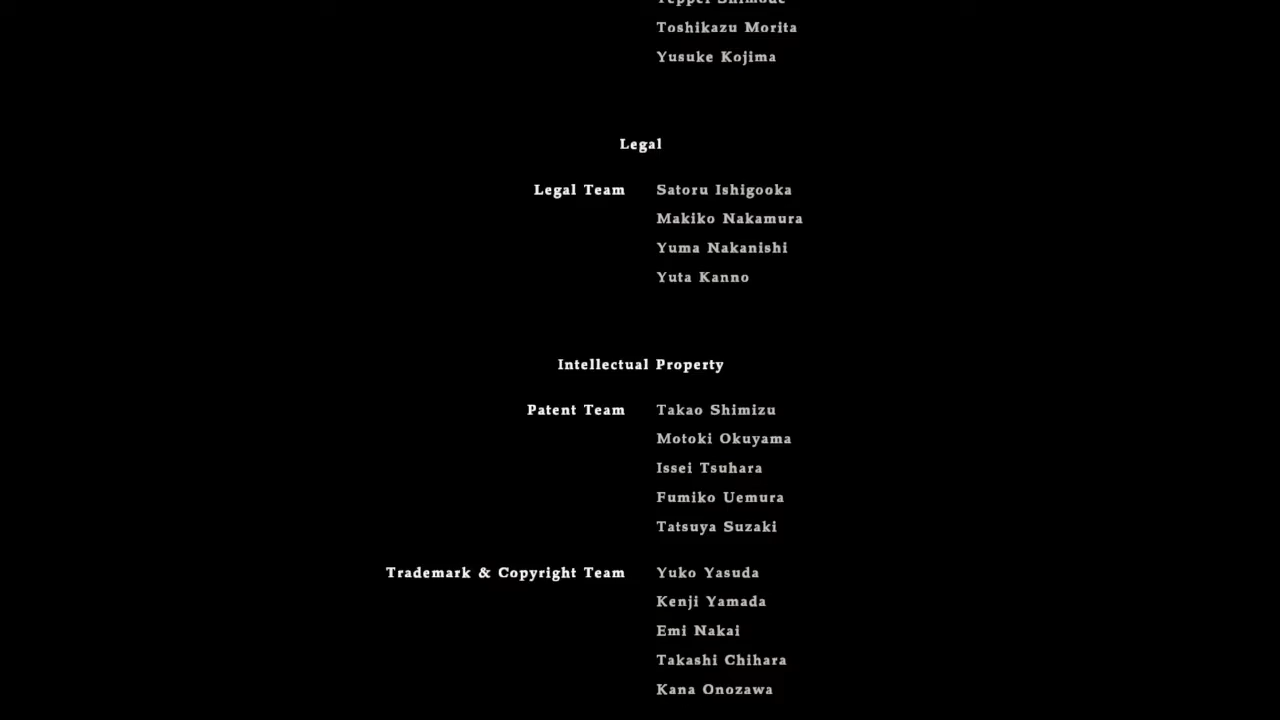 Teppei Shimode
Toshikazu Morita
Yusuke Kojima
Legal
Legal Team Satoru Ishigooka
Makiko Nakamura
Yuma Nakanishi
Yuta Kanno
Intellectual Property
Patent Team Takao Shimizu
Motoki Okuyama
Issei Tsuhara
Fumiko Uemura
Tatsuya Suzaki
Trademark & Copyright Team Yuko Yasuda
Kenji Yamada
Emi Nakai
Takashi Chihara
Kana Onozawa